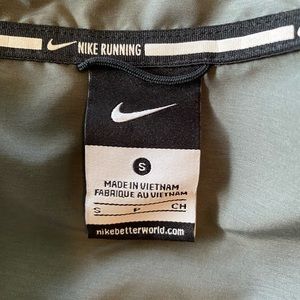 NIKE RUNNING
S
MADE IN VIETNAM
FABRIQUE AU VIETNAM
S P CH
nikebetterworld.com